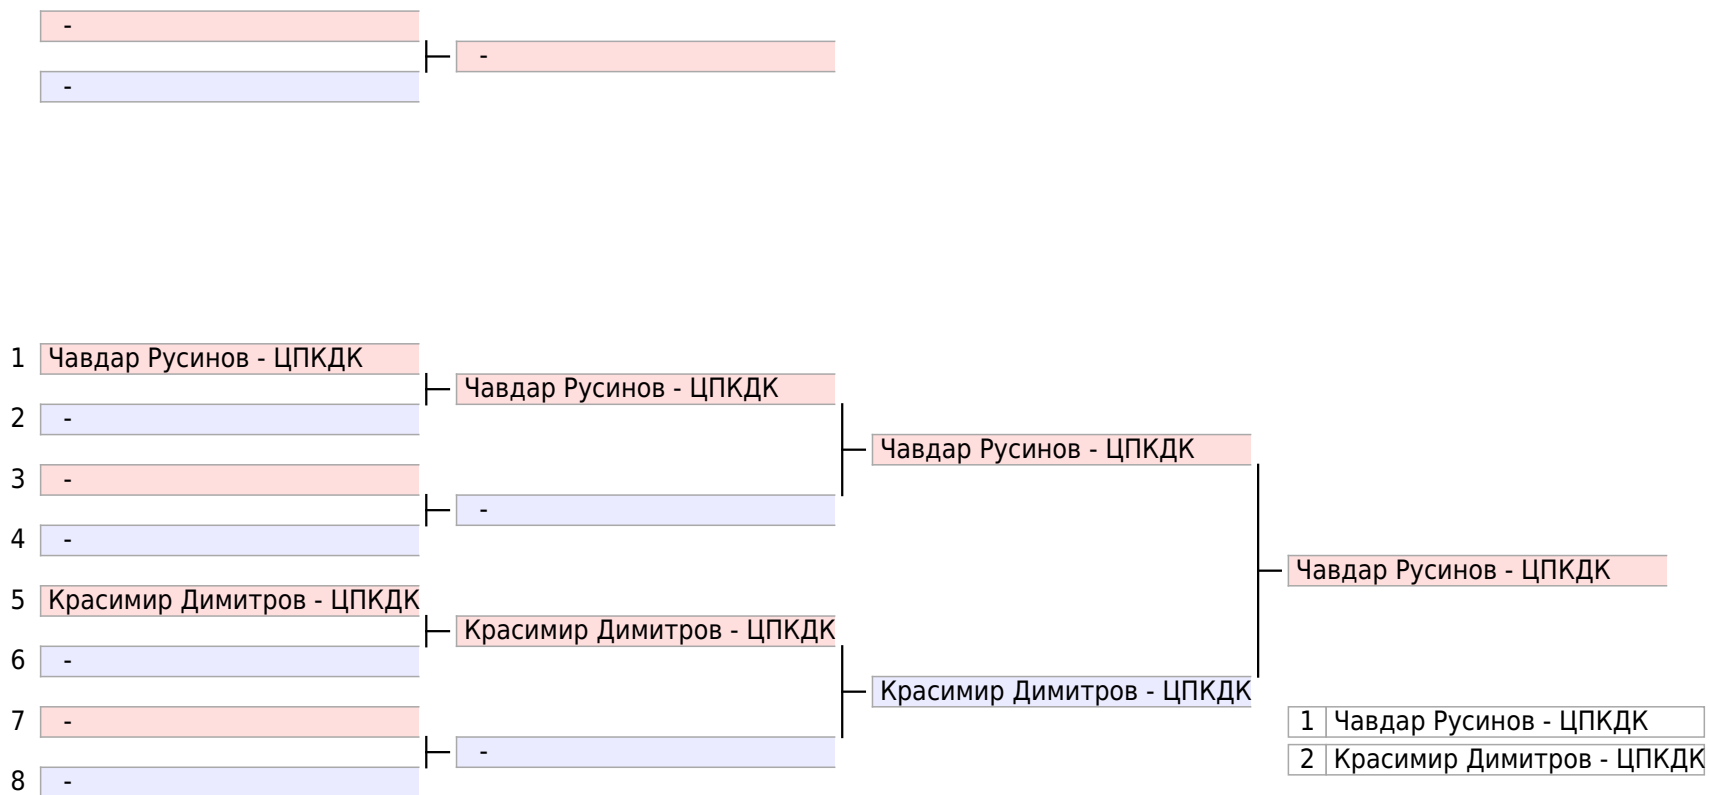 -
-
-
1 Чавдар Русинов - ЦПКДК
Чавдар Русинов - ЦПКДК
2 -
Чавдар Русинов - ЦПКДК
3 -
-
4 -
Чавдар Русинов - ЦПКДК
5 Красимир Димитров - ЦПКДК
Красимир Димитров - ЦПКДК
6 -
Красимир Димитров - ЦПКДК
7 -
1 Чавдар Русинов - ЦПКДК
-
2 Красимир Димитров - ЦПКДК
8 -